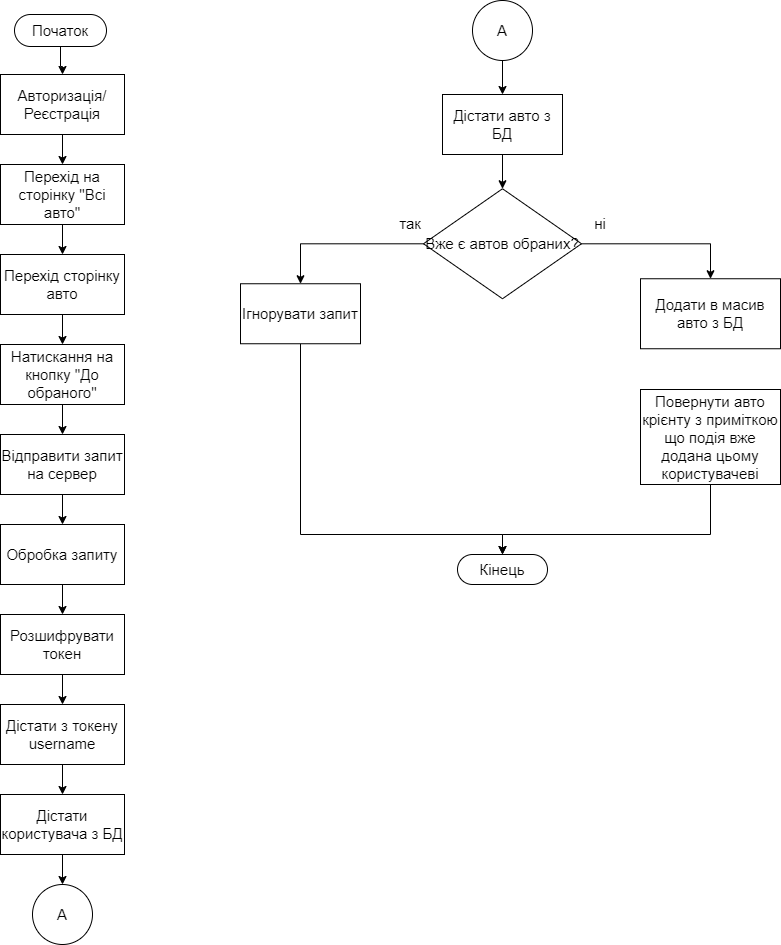 Початок
Авторизація/
Реєстрація
Перехід на
сторінку "Всі
авто"
Перехід сторінку
авто
Натискання на
кнопку "До
обраного"
Відправити запит
на сервер
Обробка запиту
Розшифрувати
токен
Дістати з токену
username
Дістати
користувача з БД
A
A
Дістати авто з
БД
Вже є автов обраних?
так
ні
Ігнорувати запит
Додати в масив
авто з БД
Повернути авто
крієнту з приміткою
що подія вже
додана цьому
користувачеві
Кінець